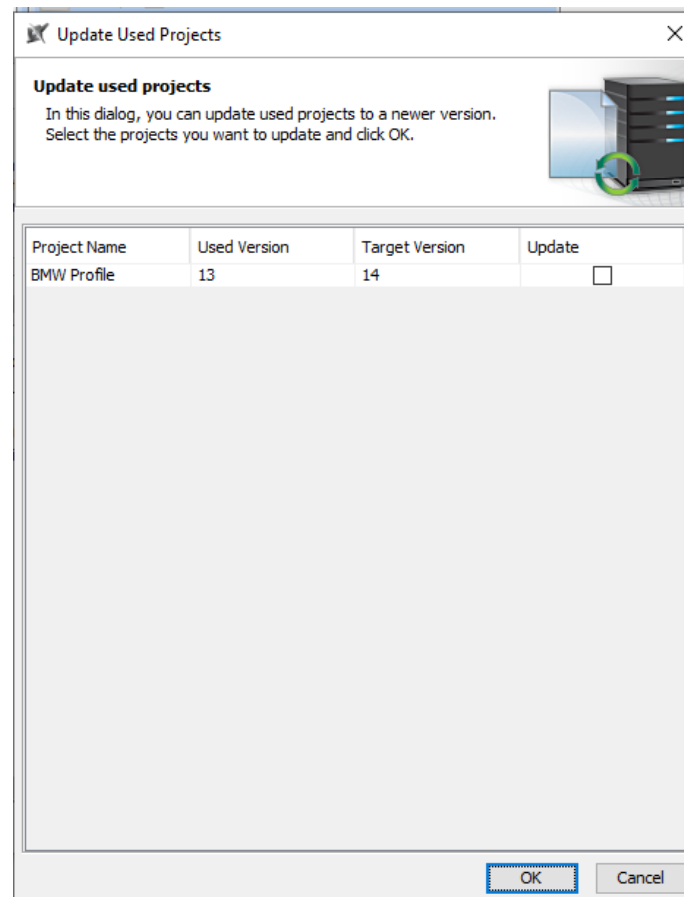 Update Used Projects
Update used projects
In this dialog, you can update used projects to a newer version.
Select the projects you want to update and click OK.
Project Name Used Version Target Version Update
BMW Profile 13 14
OK Cancel